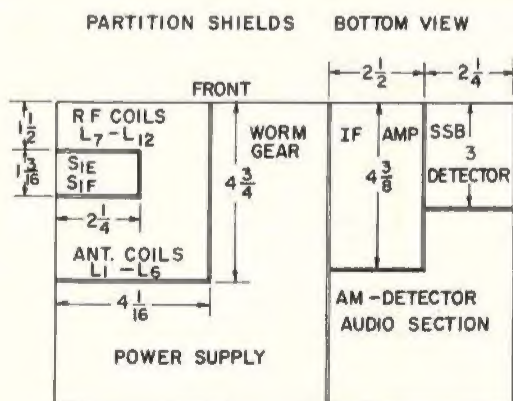 PARTITION SHIELDS BOTTOM VIEW
2 1/2 2 1/4
FRONT
1 1/2
RF COILS
L7-L12
WORM
GEAR
IF AMP
SSB
3
DETECTOR
1 3/16
S1E
S1F
4 3/4
4 3/8
2 1/4
ANT. COILS
L1-L6
4 1/16
AM-DETECTOR
AUDIO SECTION
POWER SUPPLY